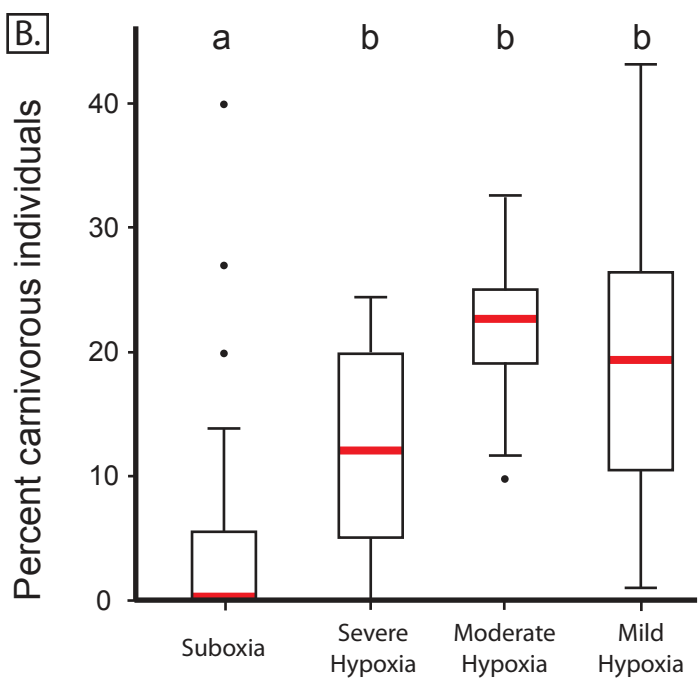 B.
a b b b
Percent carnivorous individuals
40
30
20
10
0
Suboxia
Severe
Hypoxia
Moderate
Hypoxia
Mild
Hypoxia